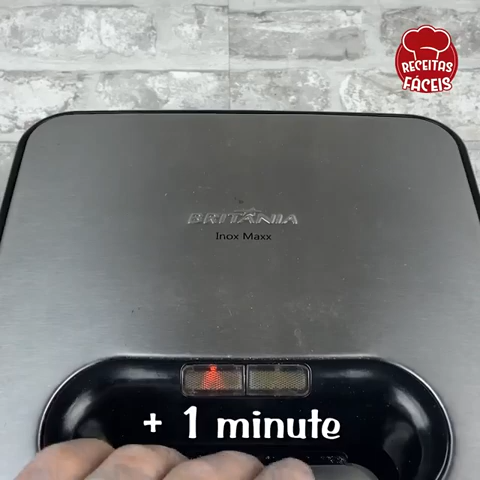 RECEITAS
FÁCEIS
BRITÂNIA
Inox Maxx
+ 1 minute